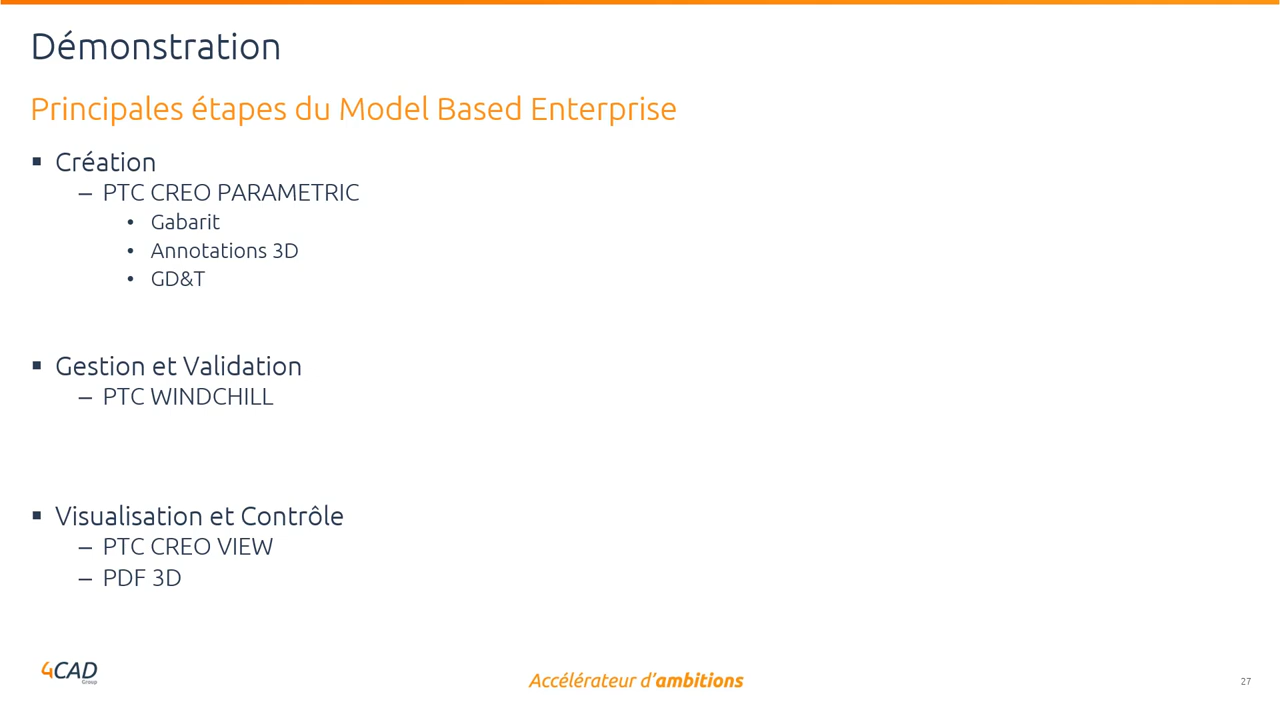 Démonstration
Principales étapes du Model Based Enterprise
▪ Création
– PTC CREO PARAMETRIC
• Gabarit
• Annotations 3D
• GD&T
▪ Gestion et Validation
– PTC WINDCHILL
▪ Visualisation et Contrôle
– PTC CREO VIEW
– PDF 3D
4CAD
Group
Accélérateur d'ambitions
27